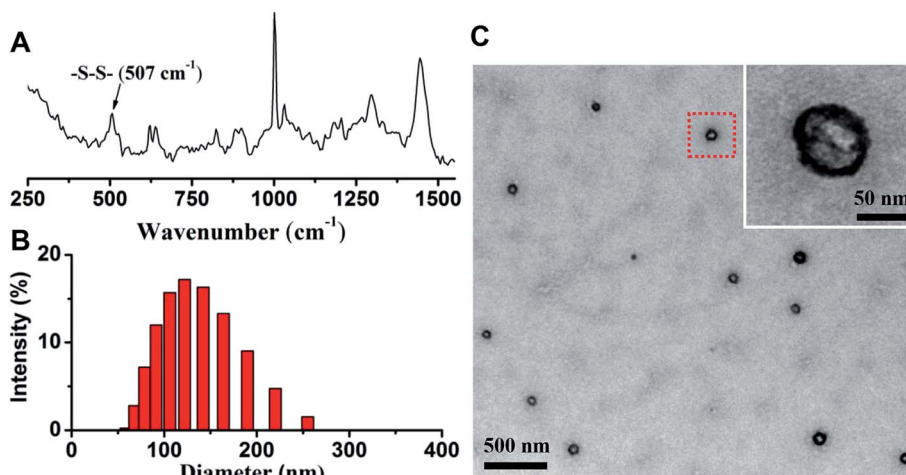 A
-S-S- (507 cm⁻¹)
250 500 750 1000 1250 1500
Wavenumber (cm⁻¹)
B
Intensity (%)
20
10
0
0 100 200 300 400
Diameter (nm)
C
50 nm
500 nm